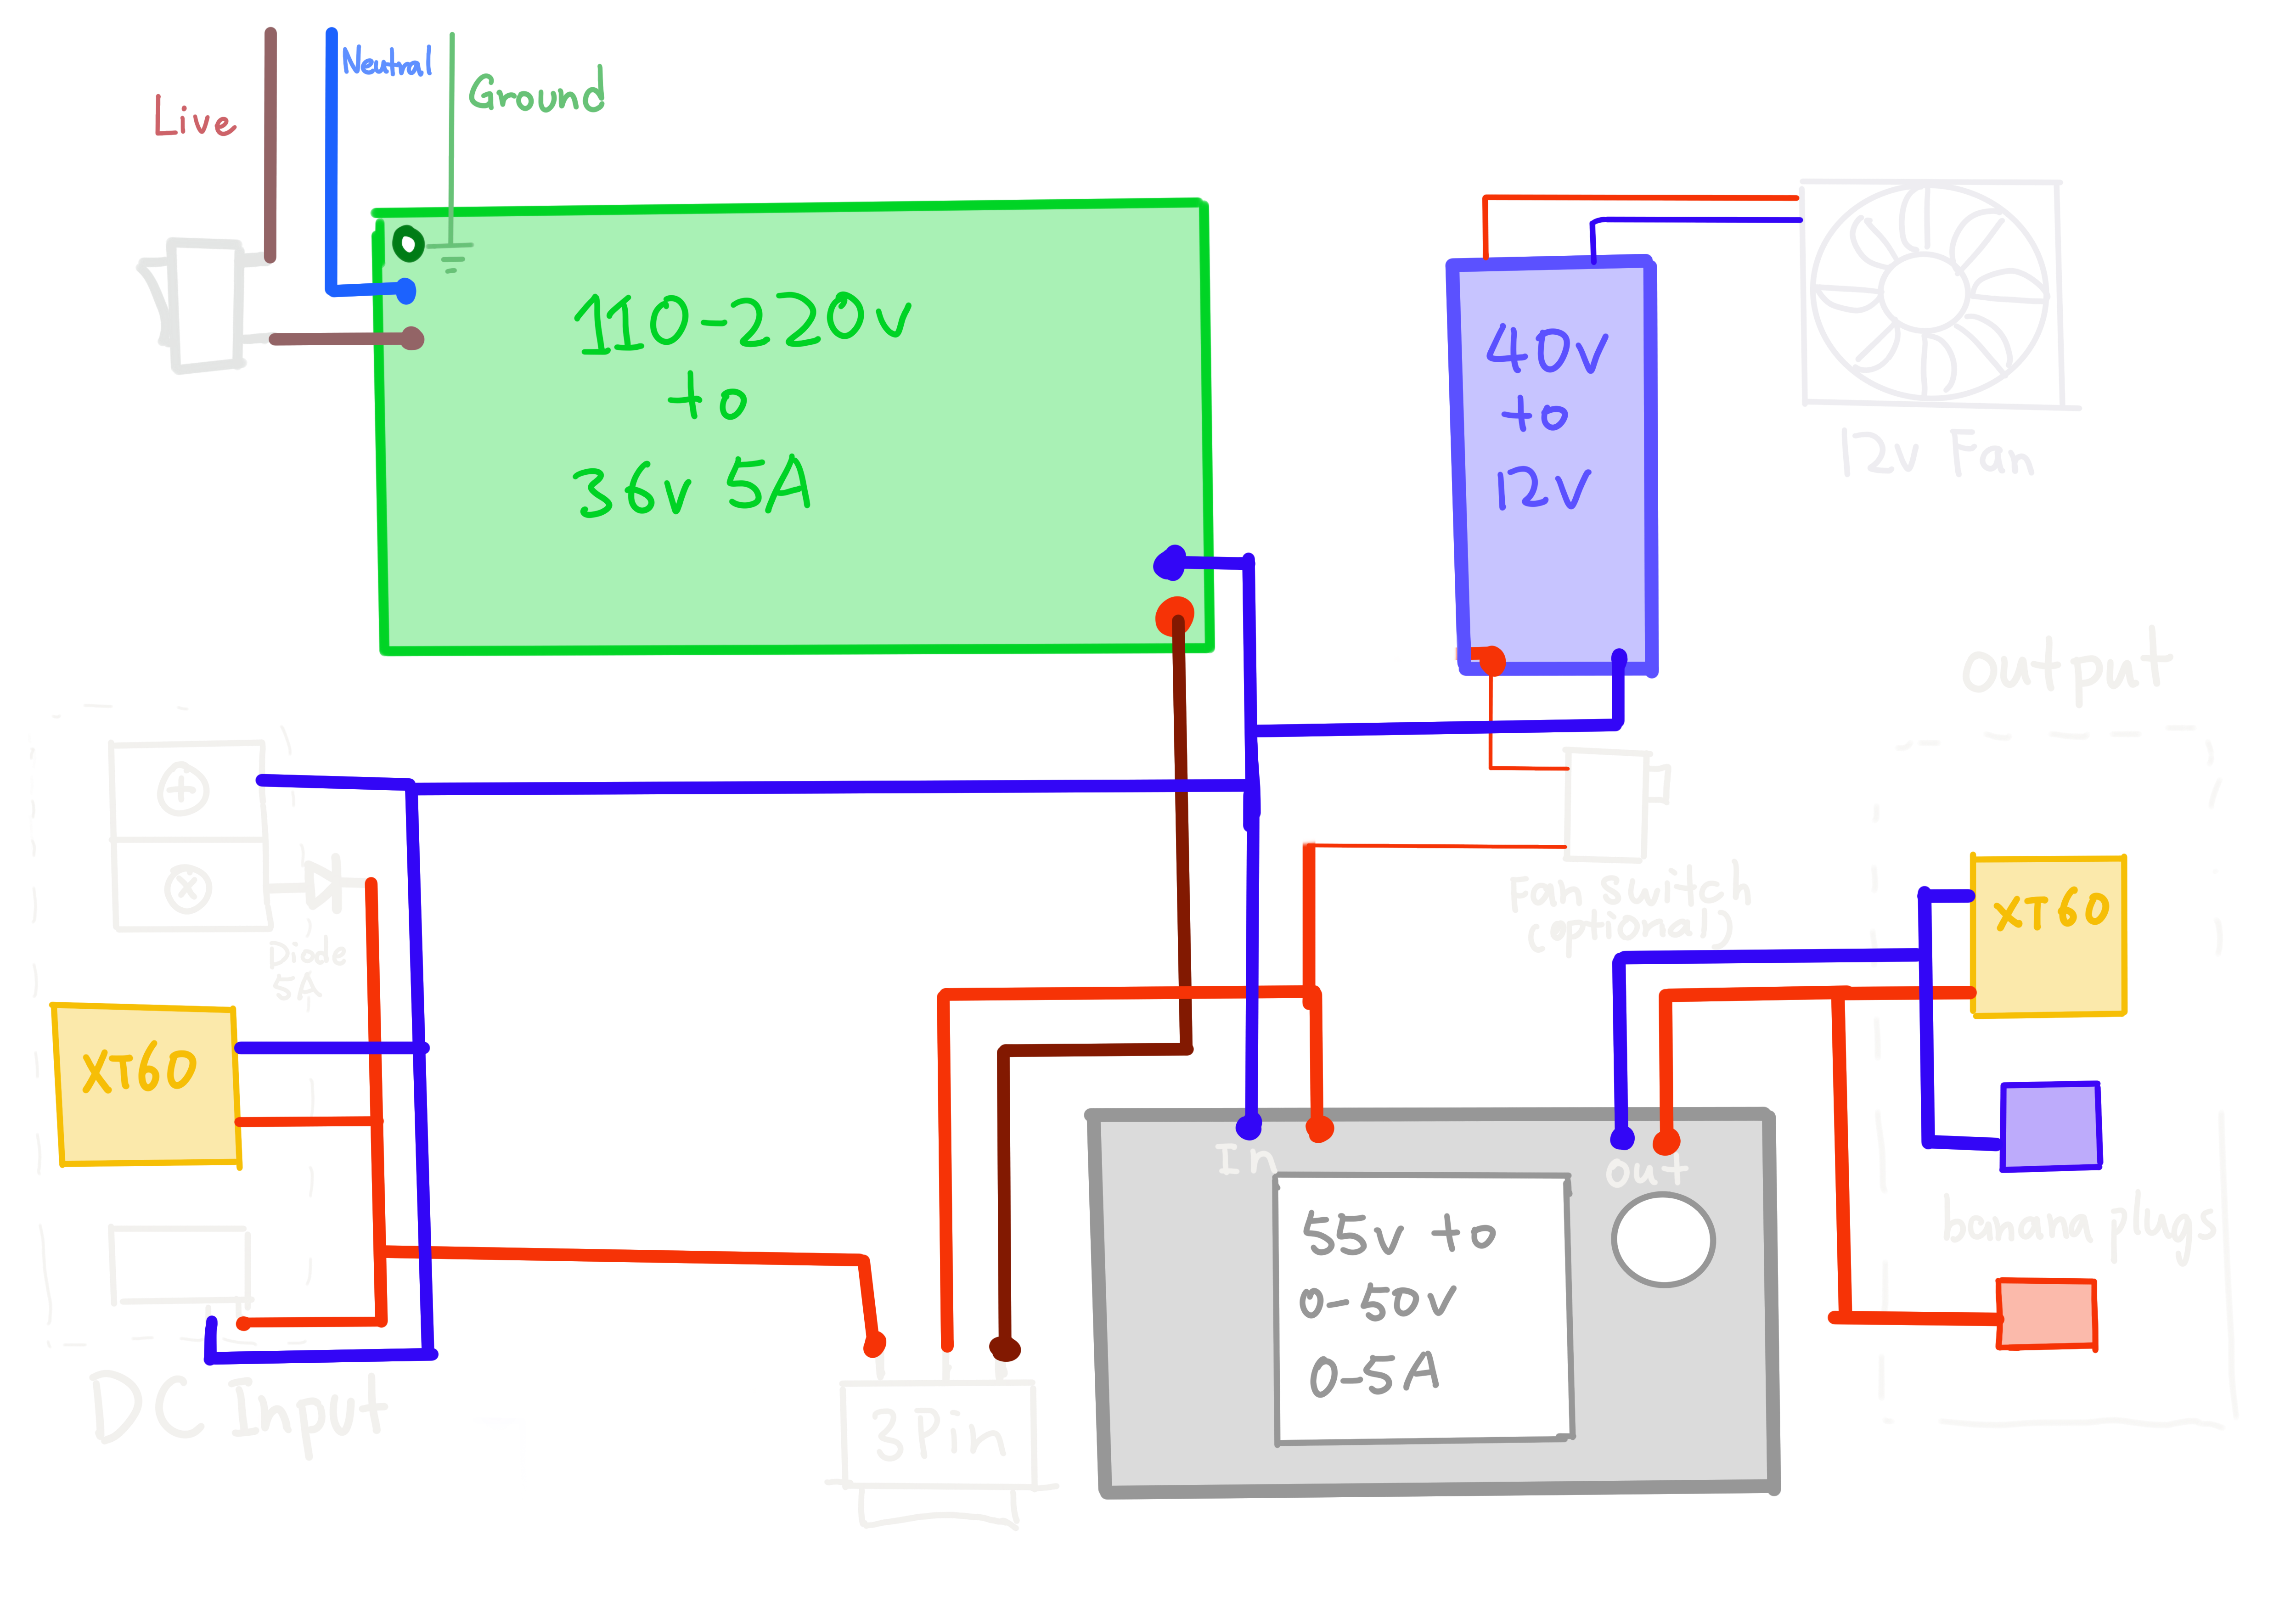 Live
Neutral
Ground
110-220v
to
36v 5A
40v
to
12v
12v Fan
output
Diode
5A
Fan switch
(optional)
XT60
XT60
In
out
55v to
0-50v
0-5A
banana plugs
DC Input
3Pin